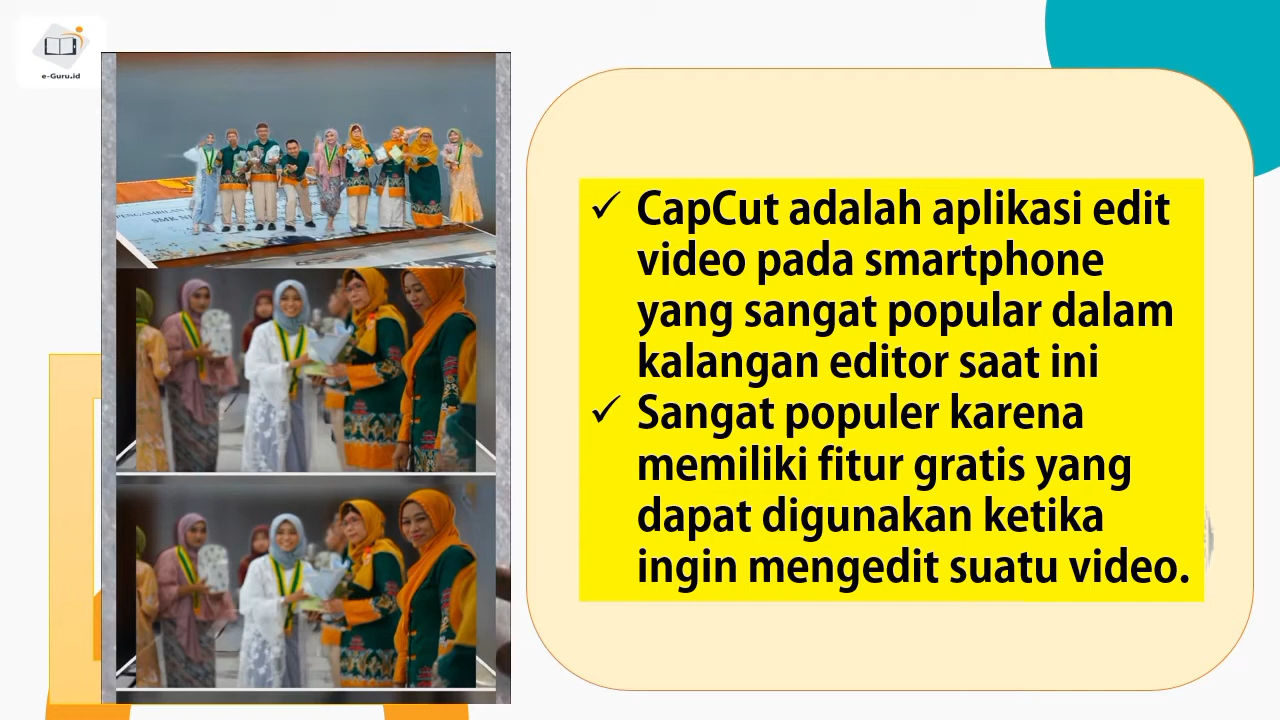 e-Guru.id
✓ CapCut adalah aplikasi edit
video pada smartphone
yang sangat popular dalam
kalangan editor saat ini
✓ Sangat populer karena
memiliki fitur gratis yang
dapat digunakan ketika
ingin mengedit suatu video.